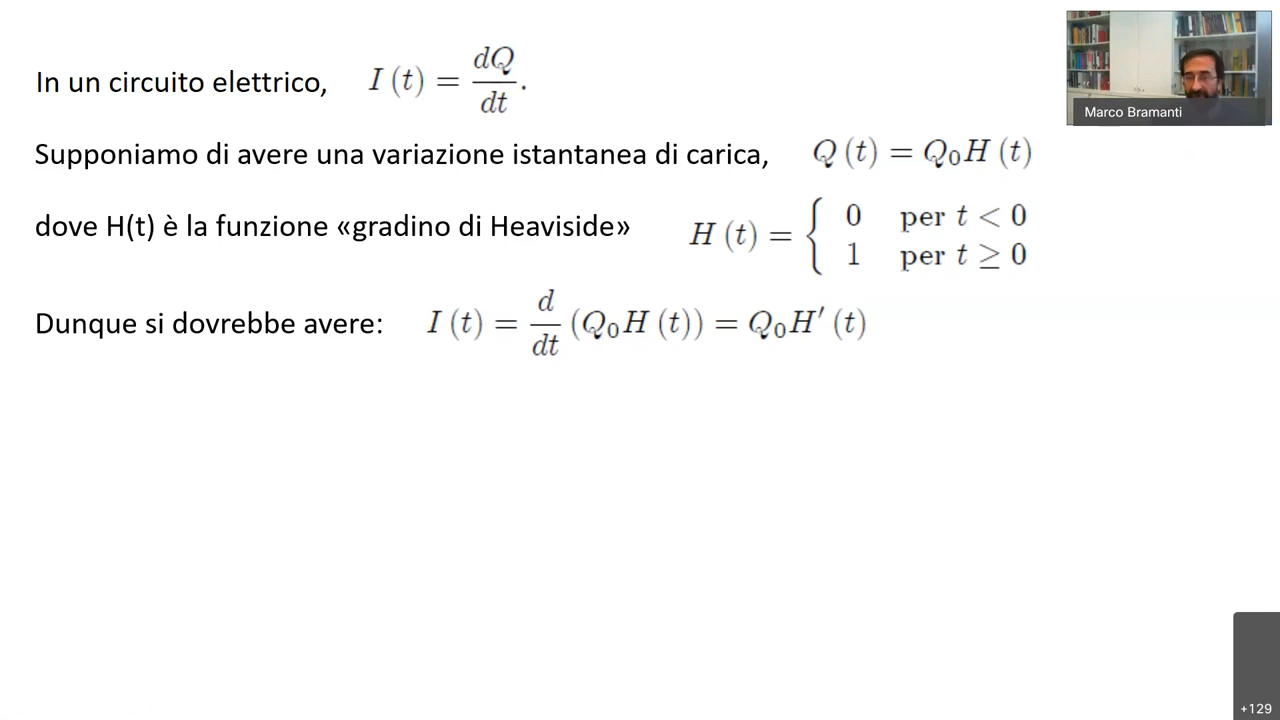 In un circuito elettrico, I (t) = dQ/dt.
Supponiamo di avere una variazione istantanea di carica, Q (t) = Q₀H (t)
dove H(t) è la funzione «gradino di Heaviside» H (t) = { 0 per t < 0
1 per t ≥ 0
Dunque si dovrebbe avere: I (t) = d/dt (Q₀H (t)) = Q₀H′ (t)
Marco Bramanti
+129